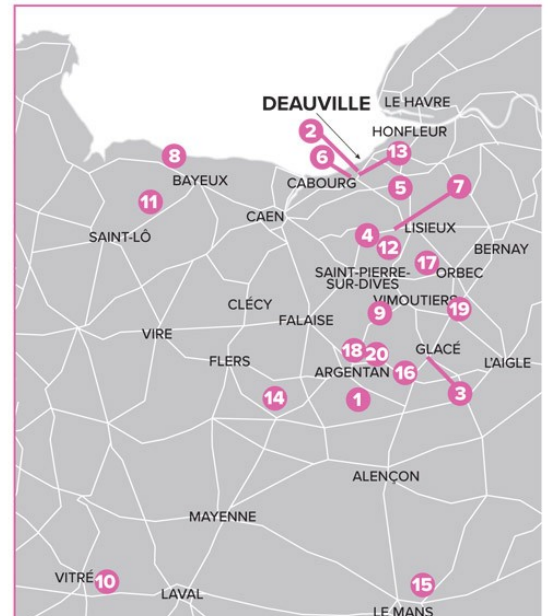 DEAUVILLE
LE HAVRE
2
HONFLEUR
6
13
8
BAYEUX
CABOURG
5
7
11
CAEN
SAINT-LÔ
4
LISIEUX
12
BERNAY
17
ORBEC
SAINT-PIERRE-
SUR-DIVES
VIMOUTIERS
CLÉCY
9
19
FALAISE
VIRE
18
20
GLACÉ
FLERS
L'AIGLE
ARGENTAN
16
14
1
3
ALENÇON
MAYENNE
VITRÉ
10
15
LAVAL
LE MANS